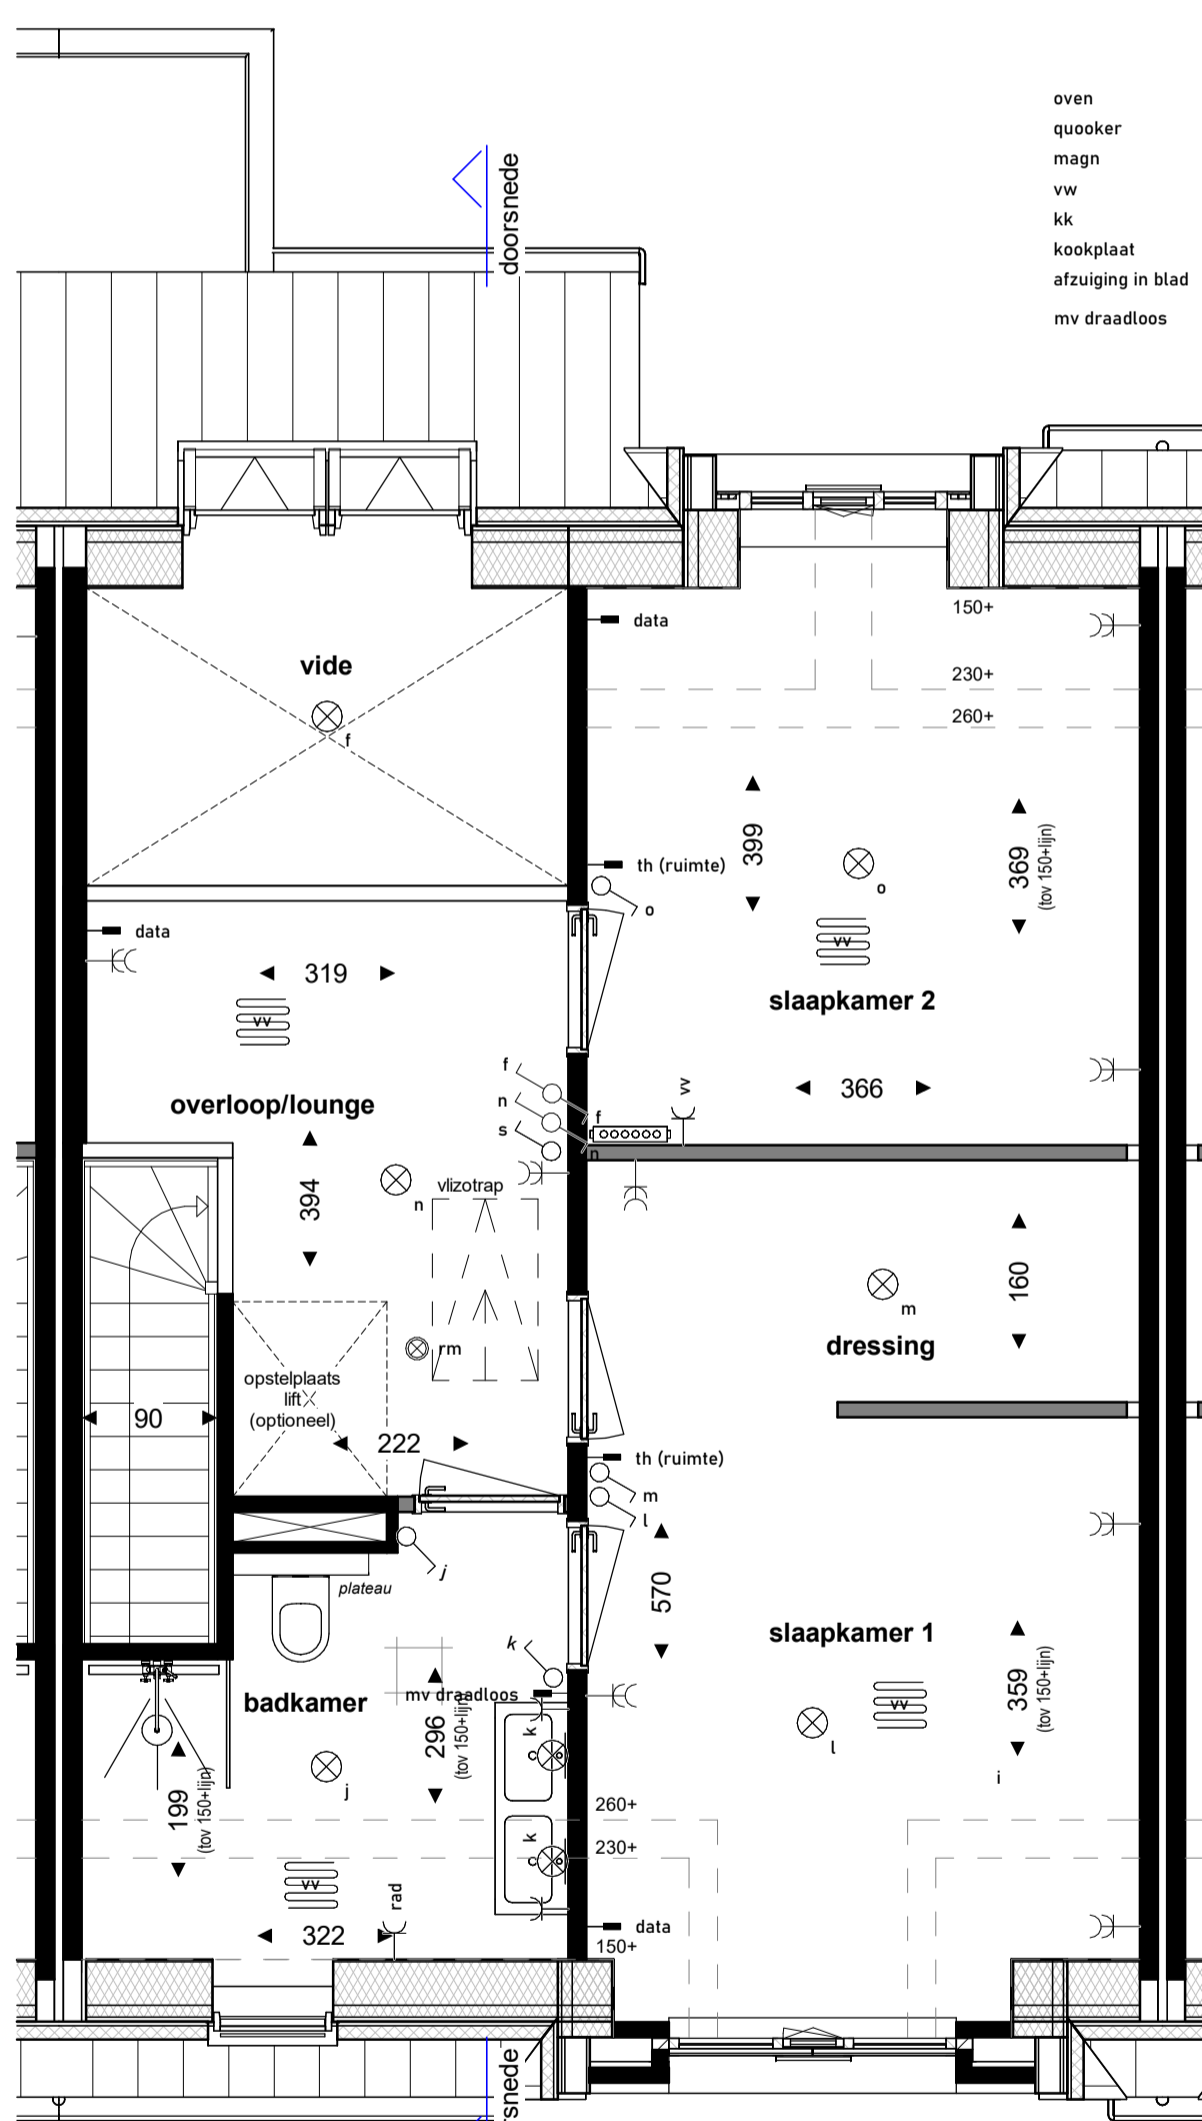 oven
quooker
magn
vw
kk
kookplaat
afzuiging in blad
mv draadloos
doorsnede
data
150+
230+
260+
vide
f
399
369
(tov 150+lijn)
th (ruimte)
o
o
vv
slaapkamer 2
366
vv
data
319
vv
overloop/lounge
f
n
s
f
n
394
n
vlizotrap
rm
opstelplaats
lift
(optioneel)
90
222
160
m
dressing
th (ruimte)
m
l
j
plateau
570
slaapkamer 1
359
(tov 150+lijn)
vv
l
i
k
mv draadloos
badkamer
296
(tov 150+lijn)
k
k
j
199
(tov 150+lijn)
260+
230+
vv
rad
322
data
150+
rsnede